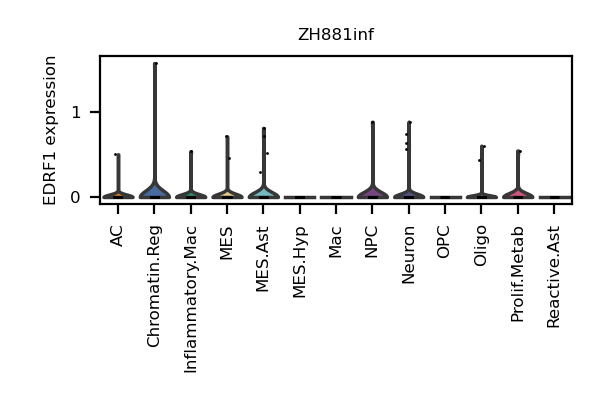 ZH881inf
EDRF1 expression
1
0
AC
Chromatin.Reg
Inflammatory.Mac
MES
MES.Ast
MES.Hyp
Mac
NPC
Neuron
OPC
Oligo
Prolif.Metab
Reactive.Ast